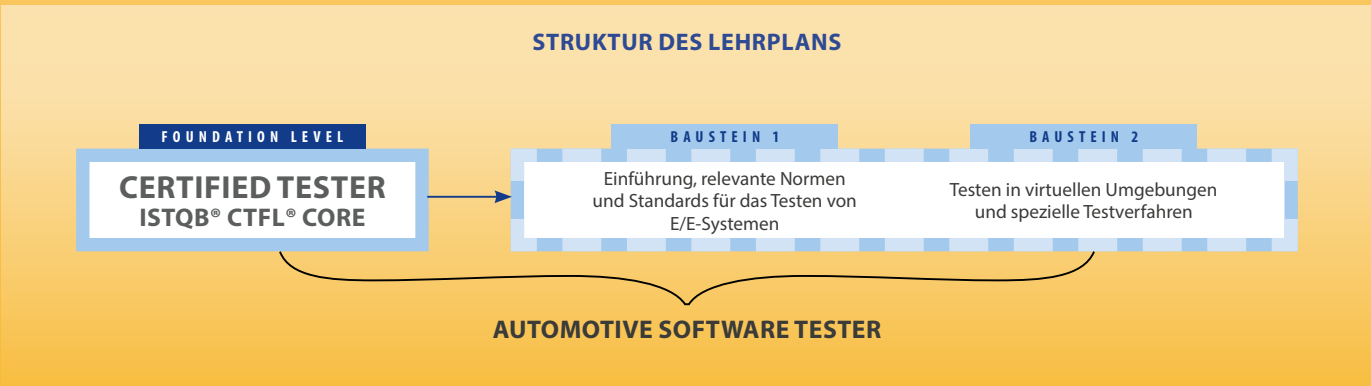 STRUKTUR DES LEHRPLANS
FOUNDATION LEVEL
CERTIFIED TESTER
ISTQB® CTFL® CORE
BAUSTEIN 1
Einführung, relevante Normen
und Standards für das Testen von
E/E-Systemen
BAUSTEIN 2
Testen in virtuellen Umgebungen
und spezielle Testverfahren
AUTOMOTIVE SOFTWARE TESTER